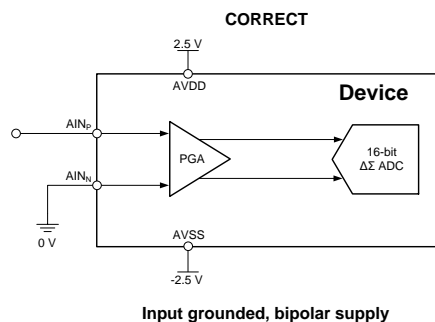 CORRECT
2.5 V
AVDD
Device
AINP
PGA
16-bit
ΔΣ ADC
AINN
0 V
AVSS
-2.5 V
Input grounded, bipolar supply